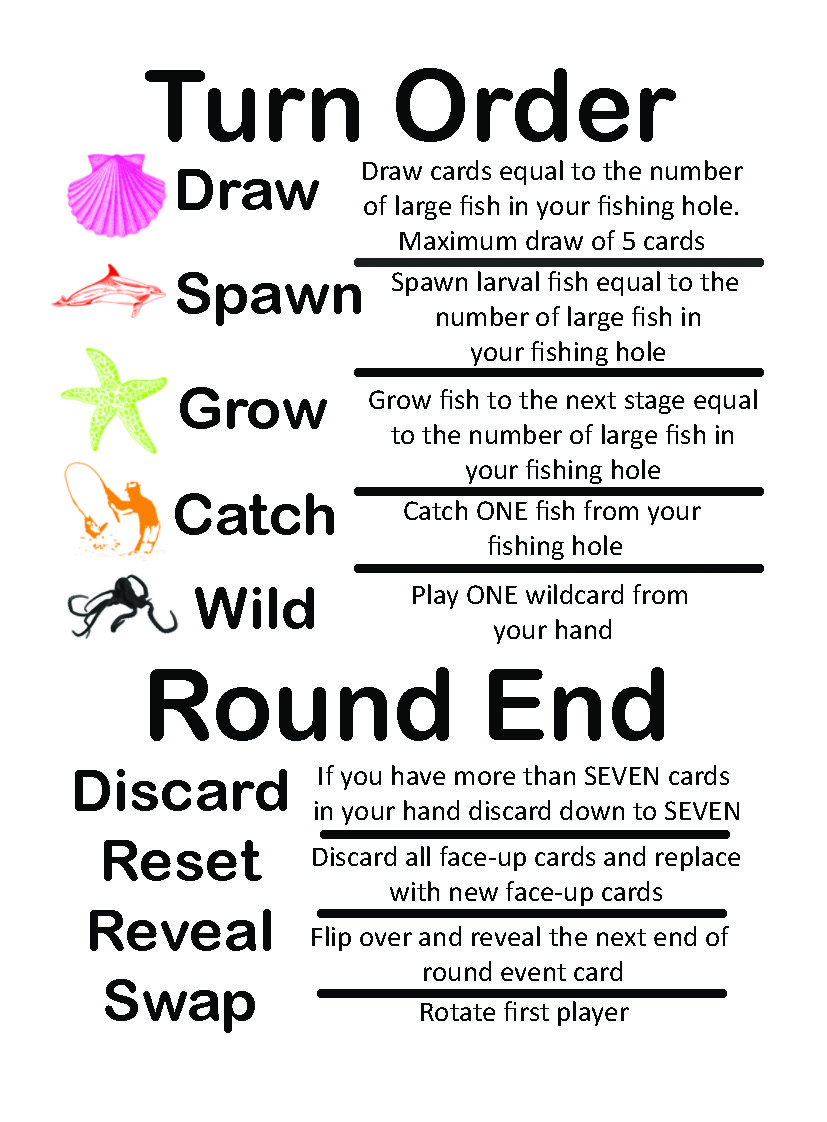 Turn Order
Draw
Draw cards equal to the number
of large fish in your fishing hole.
Maximum draw of 5 cards
Spawn
Spawn larval fish equal to the
number of large fish in
your fishing hole
Grow
Grow fish to the next stage equal
to the number of large fish in
your fishing hole
Catch
Catch ONE fish from your
fishing hole
Wild
Play ONE wildcard from
your hand
Round End
Discard
If you have more than SEVEN cards
in your hand discard down to SEVEN
Reset
Discard all face-up cards and replace
with new face-up cards
Reveal
Flip over and reveal the next end of
round event card
Swap
Rotate first player